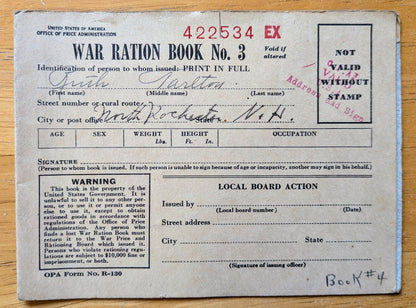 UNITED STATES OF AMERICA
OFFICE OF PRICE ADMINISTRATION
422534 EX
WAR RATION BOOK No. 3
Void if
altered
NOT
VALID
WITHOUT
STAMP
Identification of person to whom issued: PRINT IN FULL
Carlton
(First name) (Middle name) (Last name)
Street number or rural route
City or post office North Rochester State N. H.
AGE SEX WEIGHT HEIGHT OCCUPATION
Lbs. Ft. In.
SIGNATURE
(Person to whom book is issued. If such person is unable to sign because of age or incapacity, another may sign in his behalf.)
WARNING
This book is the property of the
United States Government. It is
unlawful to sell it to any other per-
son, or to use it or permit anyone
else to use it, except to obtain
rationed goods in accordance with
regulations of the Office of Price
Administration. Any person who
finds a lost War Ration Book must
return it to the War Price and
Rationing Board which issued it.
Persons who violate rationing regu-
lations are subject to $10,000 fine or
imprisonment, or both.
LOCAL BOARD ACTION
Issued by
(Local board number) (Date)
Street address
City State
(Signature of issuing officer)
OPA Form No. R-130
Book #4